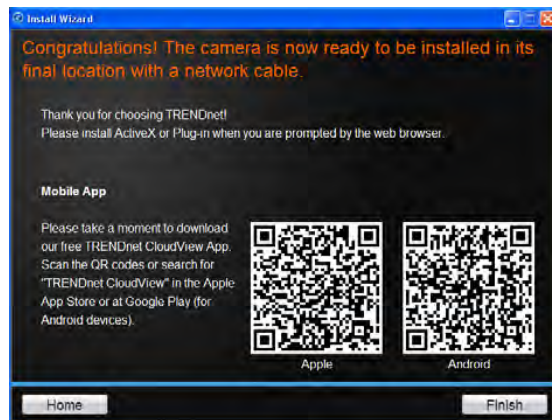 Install Wizard
Congratulations! The camera is now ready to be installed in its
final location with a network cable.
Thank you for choosing TRENDnet!
Please install ActiveX or Plug-in when you are prompted by the web browser.
Mobile App
Please take a moment to download
our free TRENDnet CloudView App.
Scan the QR codes or search for
"TRENDnet CloudView" in the Apple
App Store or at Google Play (for
Android devices).
Apple
Android
Home
Finish